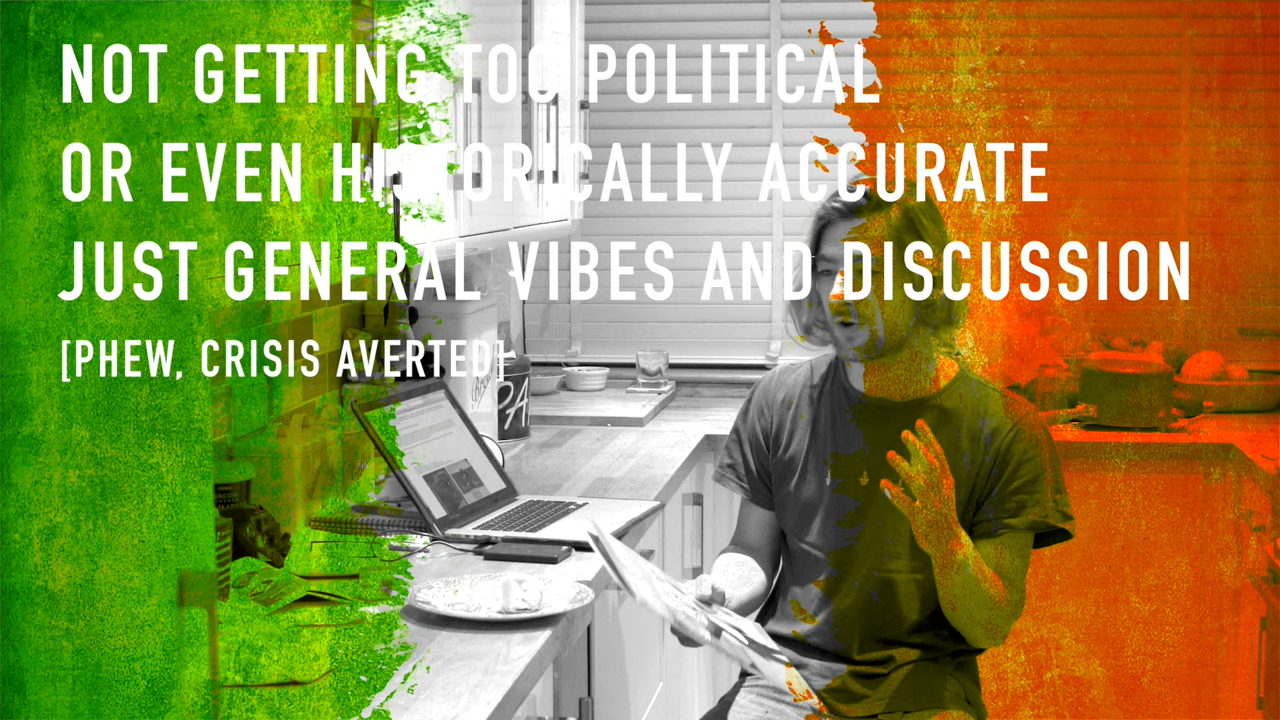 NOT GETTING TOO POLITICAL
OR EVEN HISTORICALLY ACCURATE
JUST GENERAL VIBES AND DISCUSSION
[PHEW, CRISIS AVERTED]